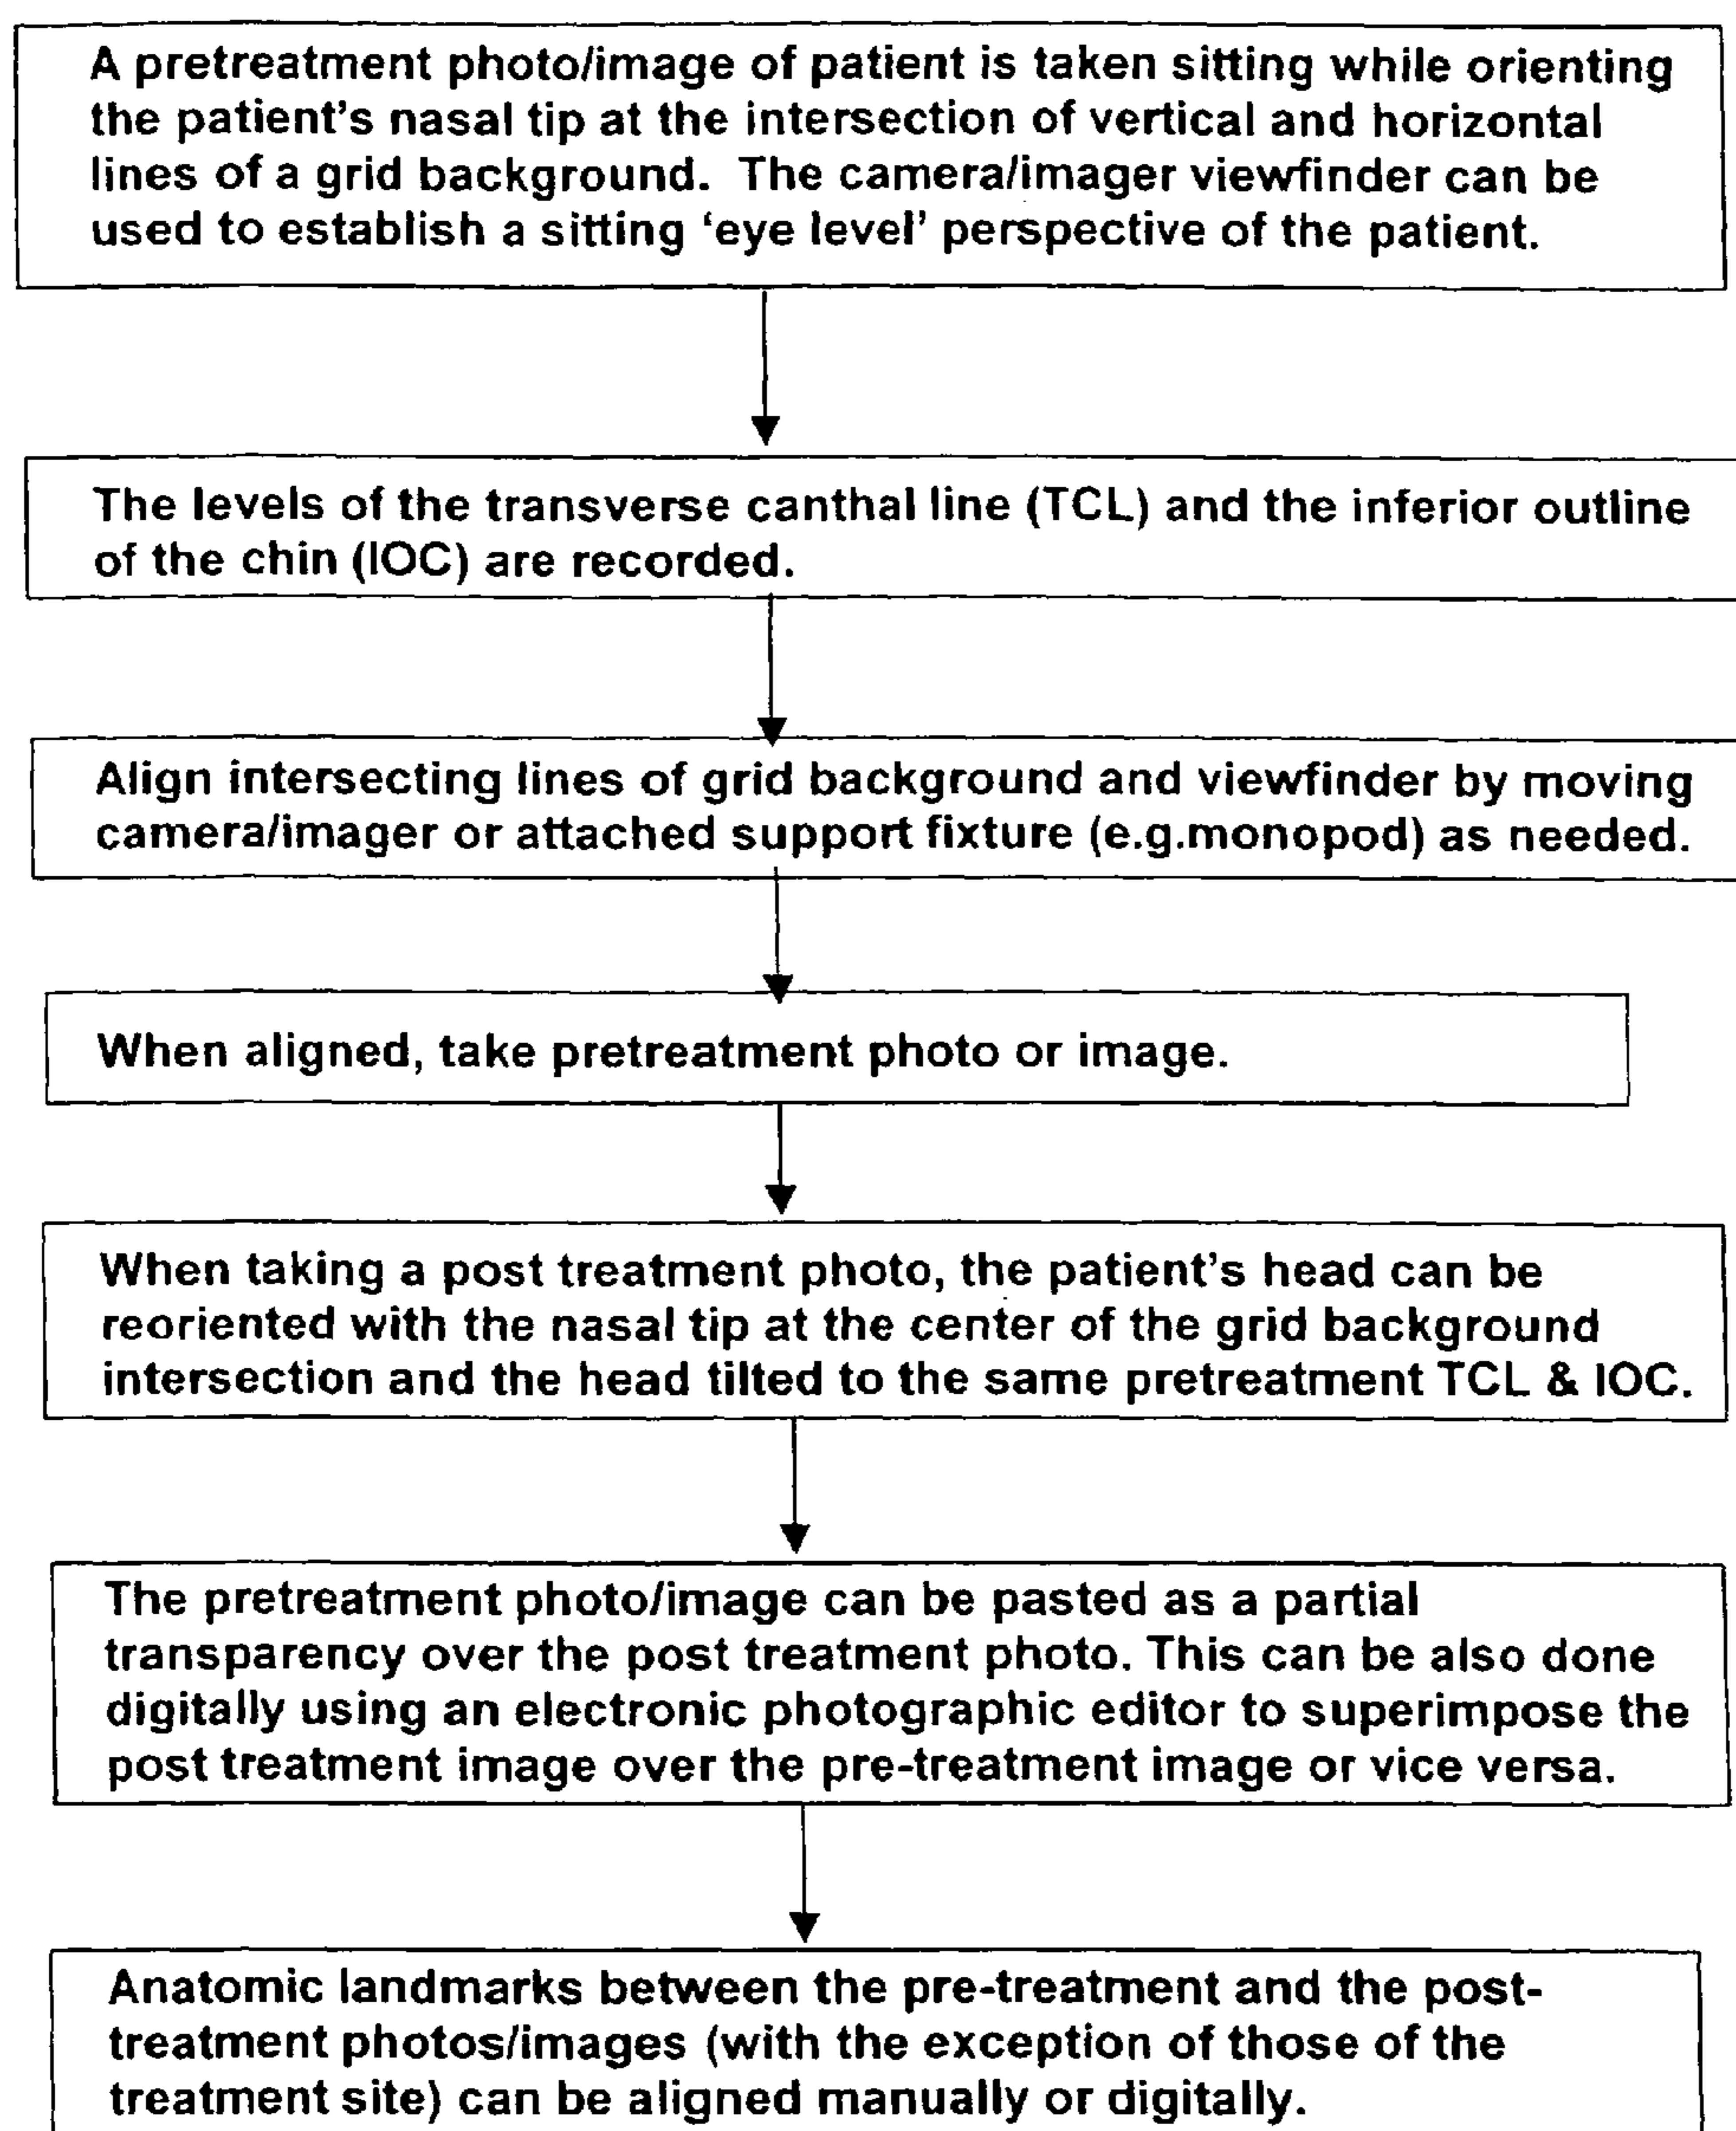 A pretreatment photo/image of patient is taken sitting while orienting
the patient's nasal tip at the intersection of vertical and horizontal
lines of a grid background. The camera/imager viewfinder can be
used to establish a sitting ‘eye level’ perspective of the patient.
The levels of the transverse canthal line (TCL) and the inferior outline
of the chin (IOC) are recorded.
Align intersecting lines of grid background and viewfinder by moving
camera/imager or attached support fixture (e.g.monopod) as needed.
When aligned, take pretreatment photo or image.
When taking a post treatment photo, the patient’s head can be
reoriented with the nasal tip at the center of the grid background
intersection and the head tilted to the same pretreatment TCL & IOC.
The pretreatment photo/image can be pasted as a partial
transparency over the post treatment photo. This can be also done
digitally using an electronic photographic editor to superimpose the
post treatment image over the pre-treatment image or vice versa.
Anatomic landmarks between the pre-treatment and the post-
treatment photos/images (with the exception of those of the
treatment site) can be aligned manually or digitally.